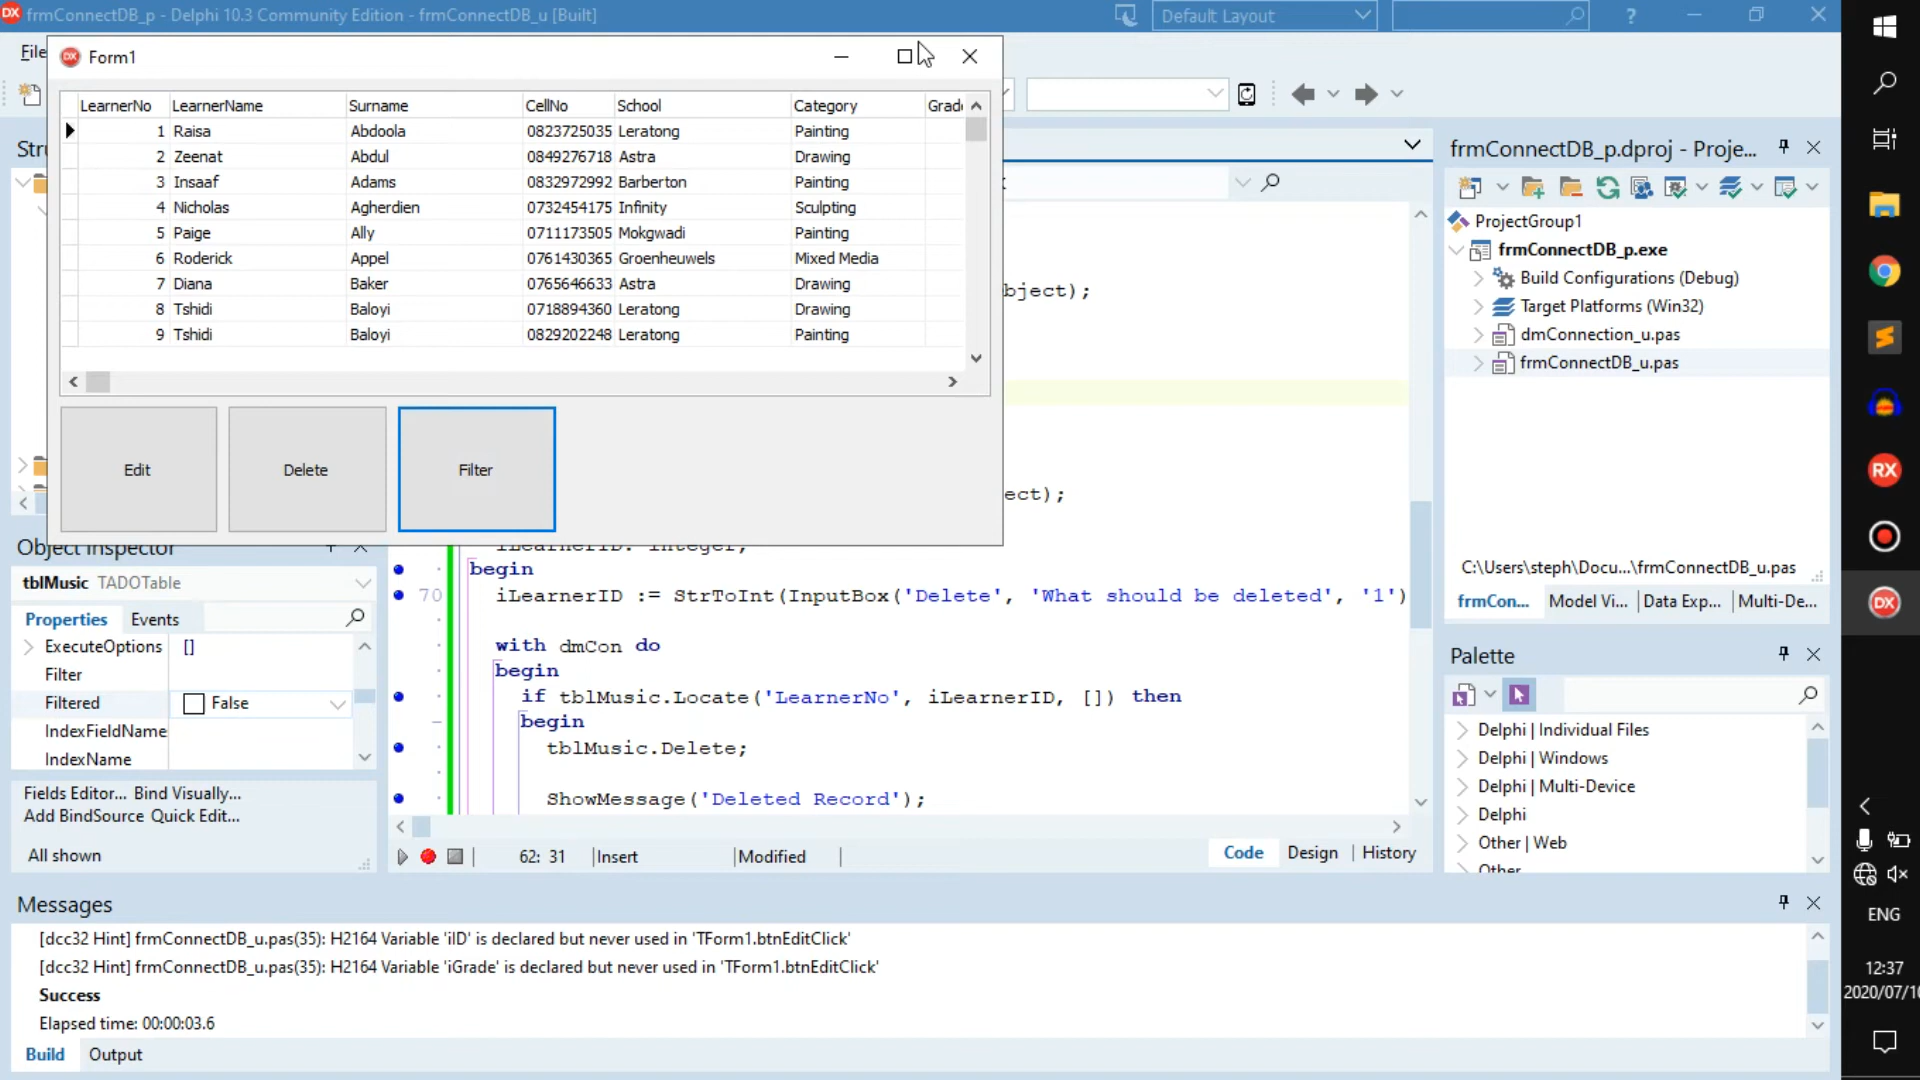 frmConnectDB_p - Delphi 10.3 Community Edition - frmConnectDB_u [Built]
Default Layout
?
File
Form1
LearnerNo LearnerName Surname CellNo School Category Grade
1 Raisa Abdoola 0823725035 Leratong Painting
2 Zeenat Abdul 0849276718 Astra Drawing
3 Insaaf Adams 0832972992 Barberton Painting
4 Nicholas Agherdien 0732454175 Infinity Sculpting
5 Paige Ally 0711173505 Mokgwadi Painting
6 Roderick Appel 0761430365 Groenheuwels Mixed Media
7 Diana Baker 0765646633 Astra Drawing
8 Tshidi Baloyi 0718894360 Leratong Drawing
9 Tshidi Baloyi 0829202248 Leratong Painting
Edit Delete Filter
Stru
bject);
ect);
iLearnerID: Integer;
begin
70 iLearnerID := StrToInt(InputBox('Delete', 'What should be deleted', '1')
with dmCon do
begin
if tblMusic.Locate('LearnerNo', iLearnerID, []) then
begin
tblMusic.Delete;
ShowMessage('Deleted Record');
62: 31 Insert Modified
Code Design History
Object Inspector
tblMusic TADOTable
Properties Events
ExecuteOptions []
Filter
Filtered False
IndexFieldName
IndexName
Fields Editor... Bind Visually...
Add BindSource Quick Edit...
All shown
frmConnectDB_p.dproj - Proje...
ProjectGroup1
frmConnectDB_p.exe
Build Configurations (Debug)
Target Platforms (Win32)
dmConnection_u.pas
frmConnectDB_u.pas
C:\Users\steph\Docu...\frmConnectDB_u.pas
frmCon... Model Vi... Data Exp... Multi-De...
Palette
Delphi | Individual Files
Delphi | Windows
Delphi | Multi-Device
Delphi
Other | Web
Other
Messages
[dcc32 Hint] frmConnectDB_u.pas(35): H2164 Variable 'iID' is declared but never used in 'TForm1.btnEditClick'
[dcc32 Hint] frmConnectDB_u.pas(35): H2164 Variable 'iGrade' is declared but never used in 'TForm1.btnEditClick'
Success
Elapsed time: 00:00:03.6
Build Output
DX
RX
DX
ENG
12:37
2020/07/10